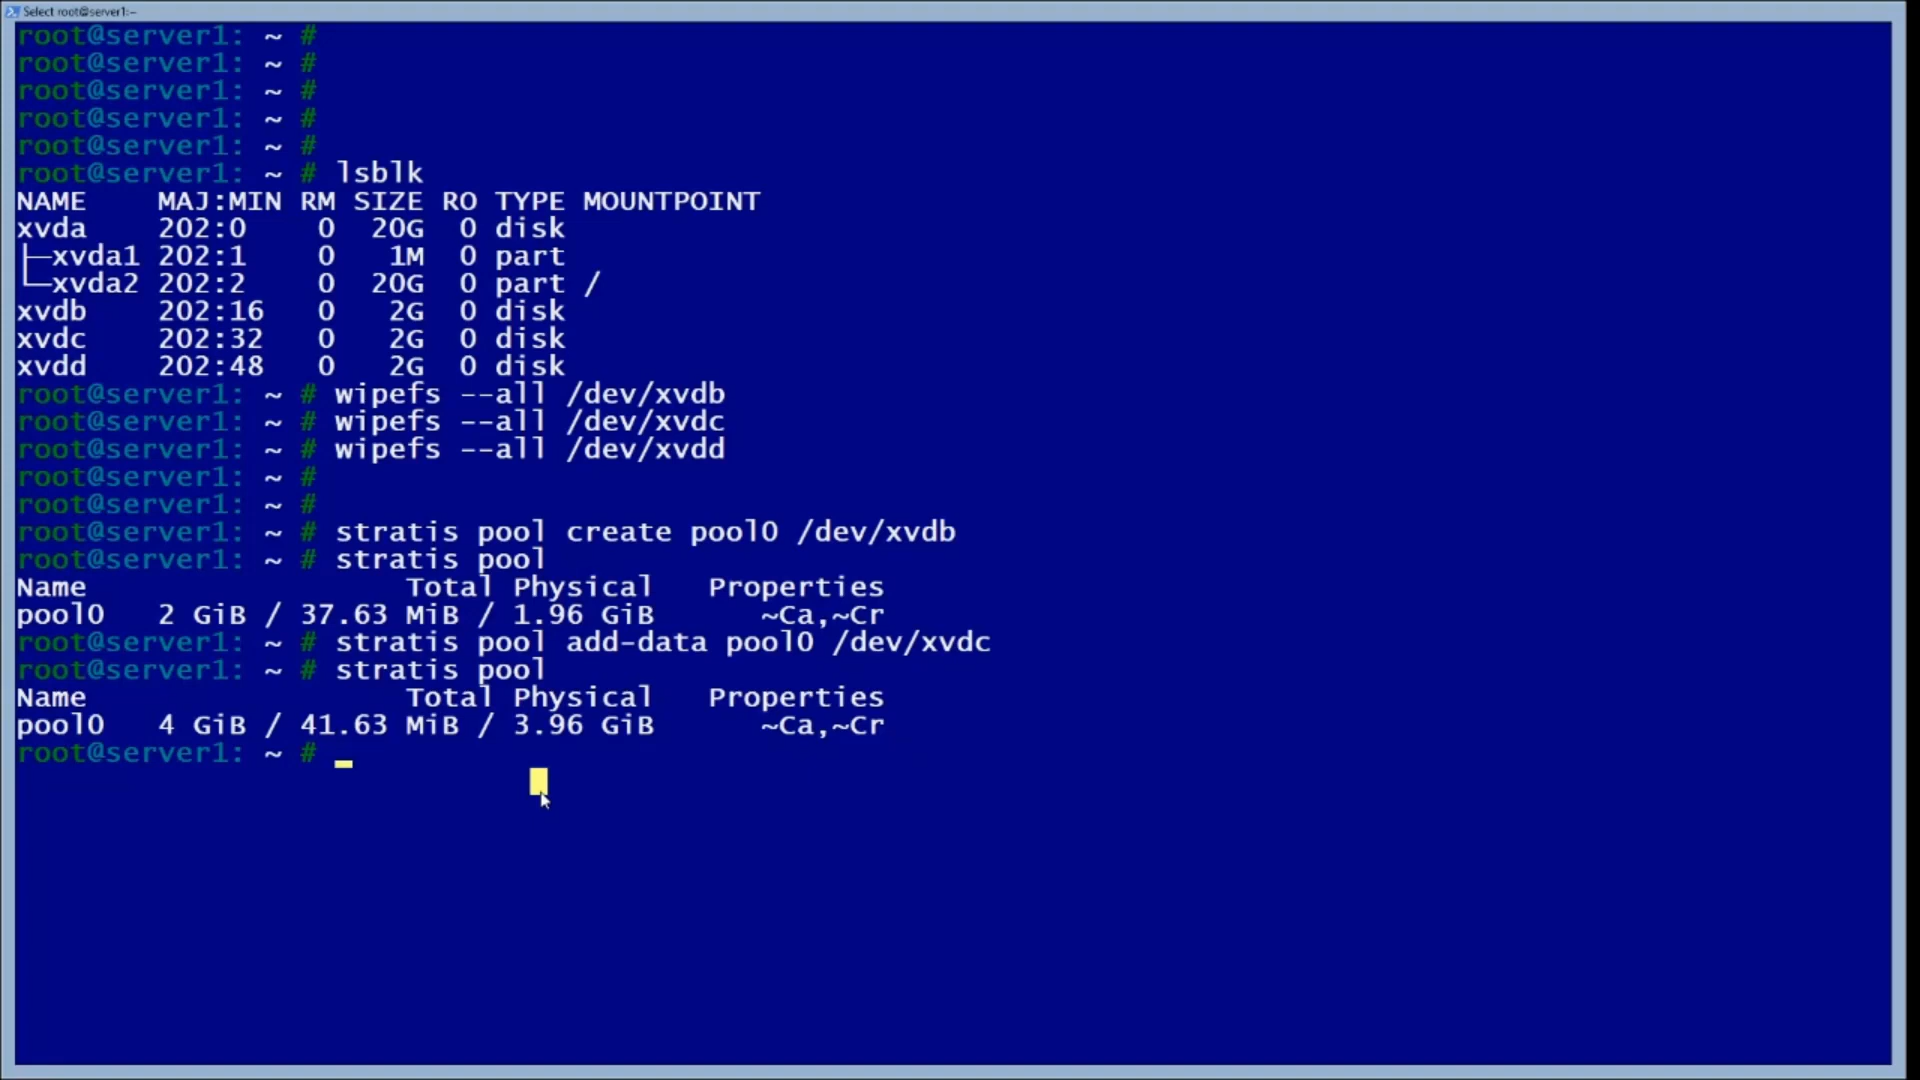 Select root@server1:~
root@server1: ~ #
root@server1: ~ #
root@server1: ~ #
root@server1: ~ #
root@server1: ~ #
root@server1: ~ # lsblk
NAME    MAJ:MIN RM SIZE RO TYPE MOUNTPOINT
xvda    202:0    0  20G  0 disk
├─xvda1 202:1    0   1M  0 part
└─xvda2 202:2    0  20G  0 part /
xvdb    202:16   0   2G  0 disk
xvdc    202:32   0   2G  0 disk
xvdd    202:48   0   2G  0 disk
root@server1: ~ # wipefs --all /dev/xvdb
root@server1: ~ # wipefs --all /dev/xvdc
root@server1: ~ # wipefs --all /dev/xvdd
root@server1: ~ #
root@server1: ~ #
root@server1: ~ # stratis pool create pool0 /dev/xvdb
root@server1: ~ # stratis pool
Name                  Total Physical   Properties
pool0   2 GiB / 37.63 MiB / 1.96 GiB      ~Ca,~Cr
root@server1: ~ # stratis pool add-data pool0 /dev/xvdc
root@server1: ~ # stratis pool
Name                  Total Physical   Properties
pool0   4 GiB / 41.63 MiB / 3.96 GiB      ~Ca,~Cr
root@server1: ~ #